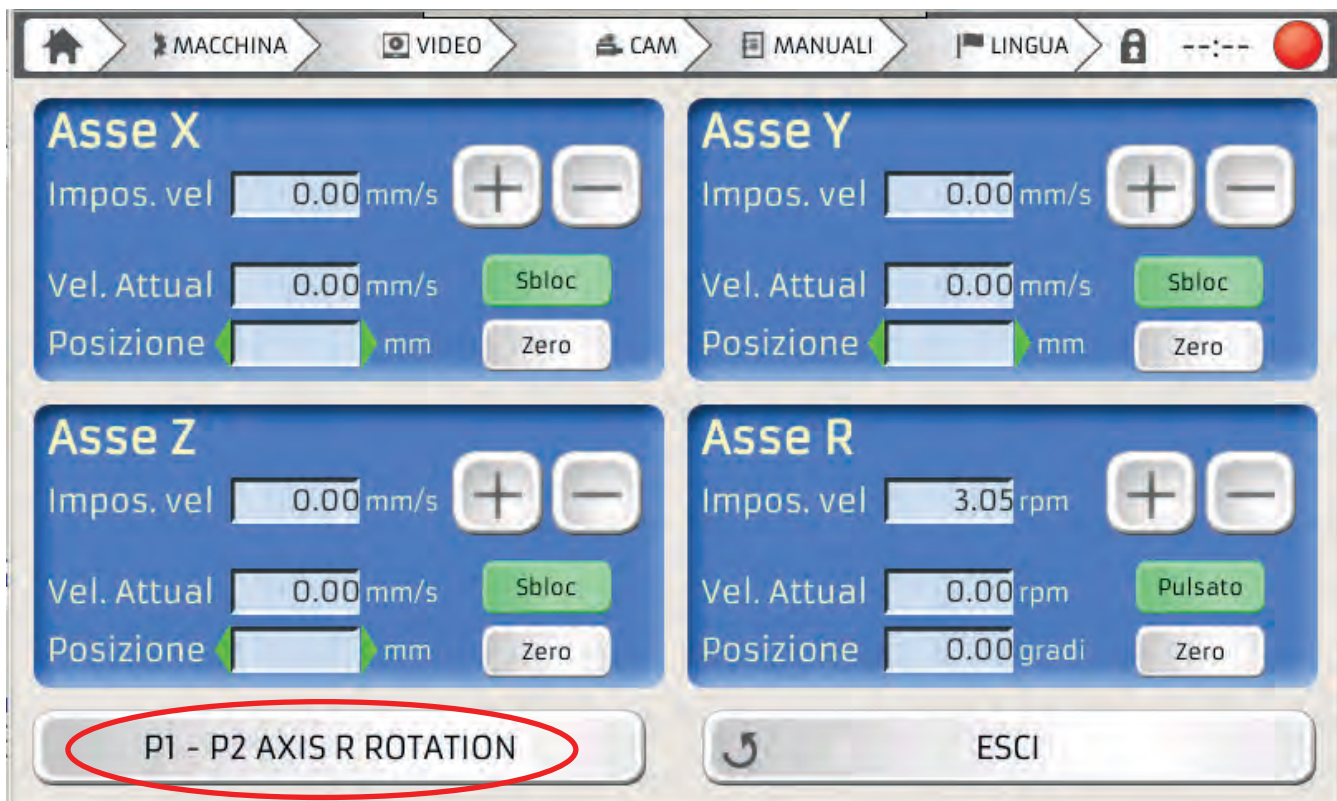 MACCHINA VIDEO CAM MANUALI LINGUA --:--
Asse X
Impos. vel 0.00 mm/s + −
Vel. Attual 0.00 mm/s Sbloc
Posizione mm Zero
Asse Y
Impos. vel 0.00 mm/s + −
Vel. Attual 0.00 mm/s Sbloc
Posizione mm Zero
Asse Z
Impos. vel 0.00 mm/s + −
Vel. Attual 0.00 mm/s Sbloc
Posizione mm Zero
Asse R
Impos. vel 3.05 rpm + −
Vel. Attual 0.00 rpm Pulsato
Posizione 0.00 gradi Zero
P1 - P2 AXIS R ROTATION
ESCI